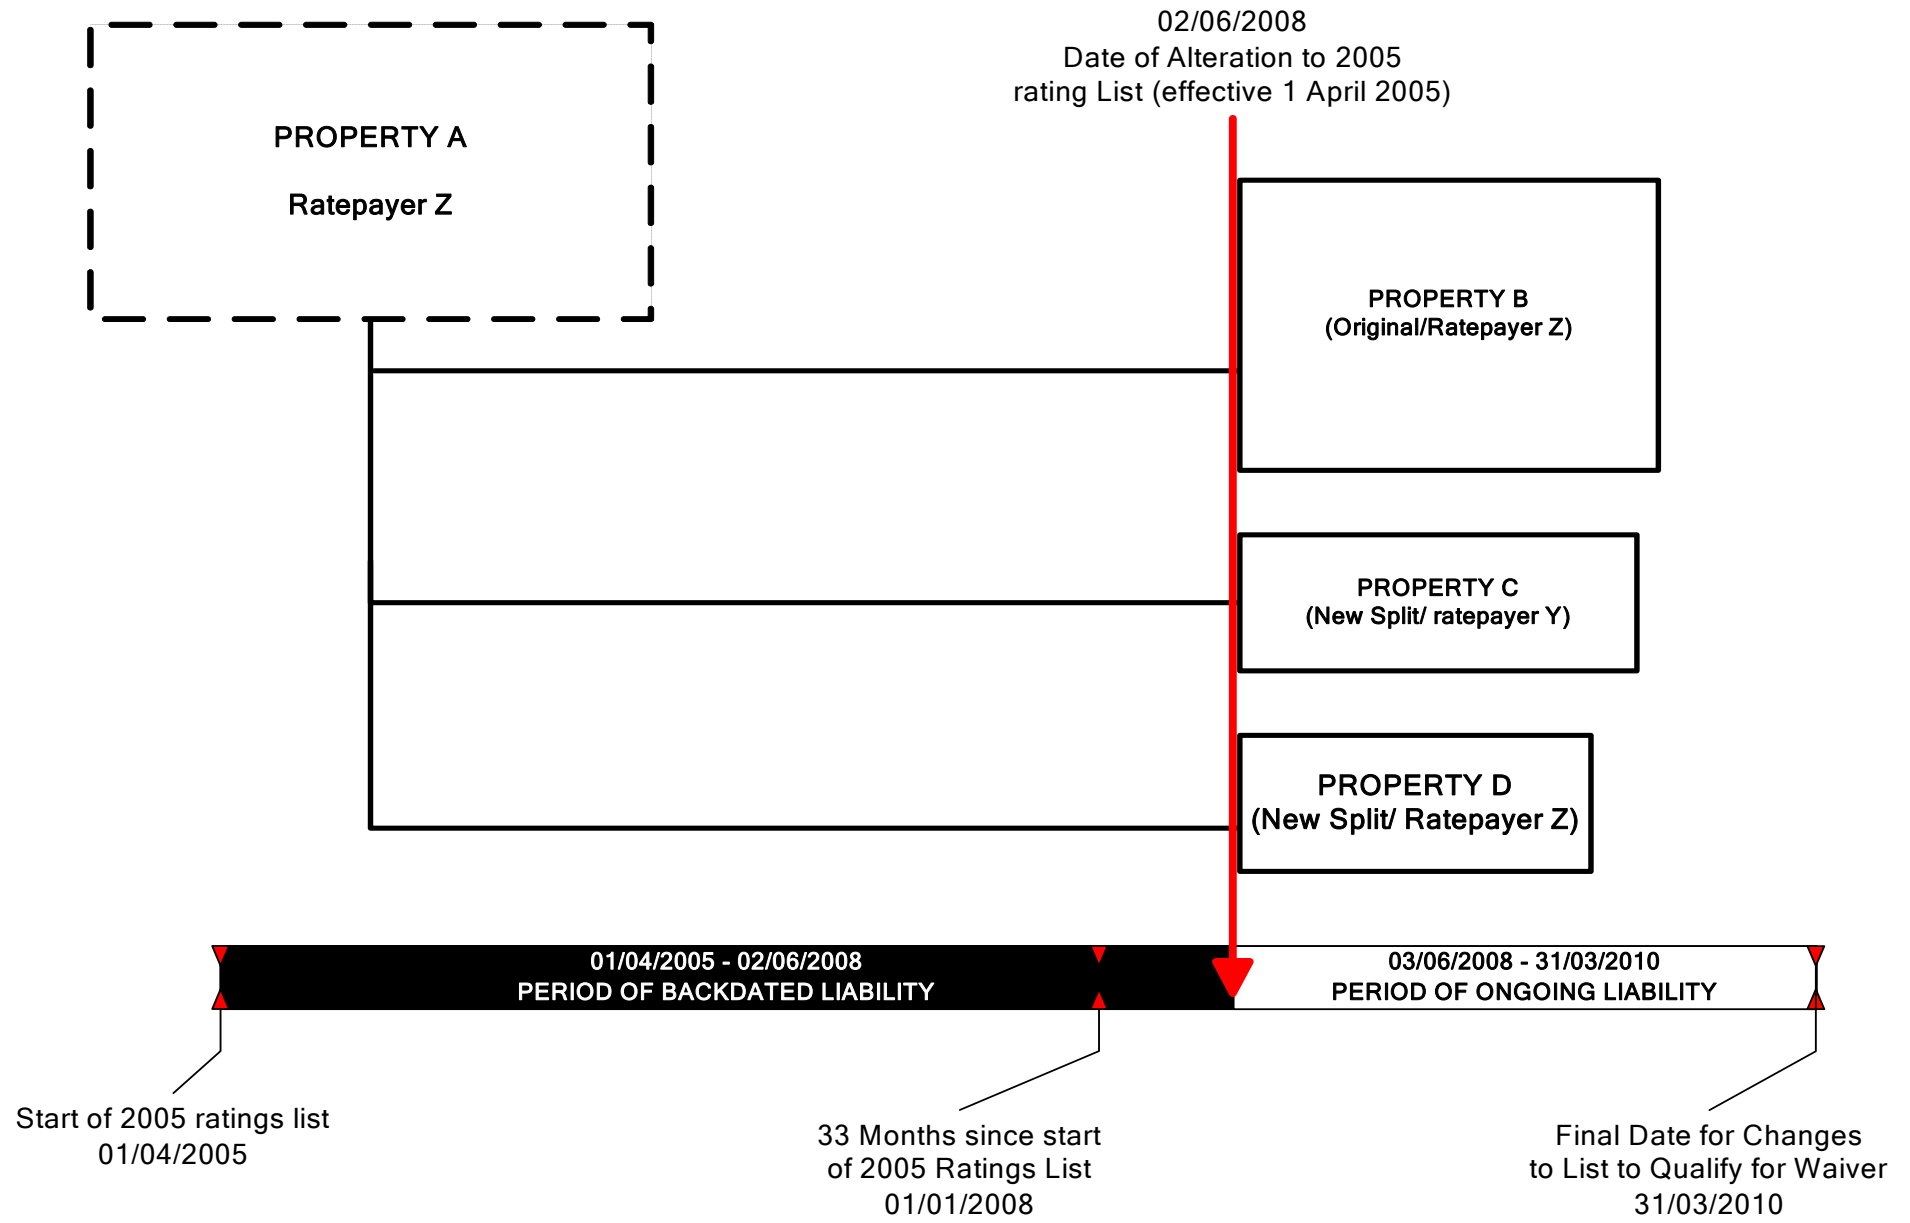 02/06/2008
Date of Alteration to 2005
rating List (effective 1 April 2005)
PROPERTY A
Ratepayer Z
PROPERTY B
(Original/Ratepayer Z)
PROPERTY C
(New Split/ ratepayer Y)
PROPERTY D
(New Split/ Ratepayer Z)
01/04/2005 - 02/06/2008
PERIOD OF BACKDATED LIABILITY
03/06/2008 - 31/03/2010
PERIOD OF ONGOING LIABILITY
Start of 2005 ratings list
01/04/2005
33 Months since start
of 2005 Ratings List
01/01/2008
Final Date for Changes
to List to Qualify for Waiver
31/03/2010